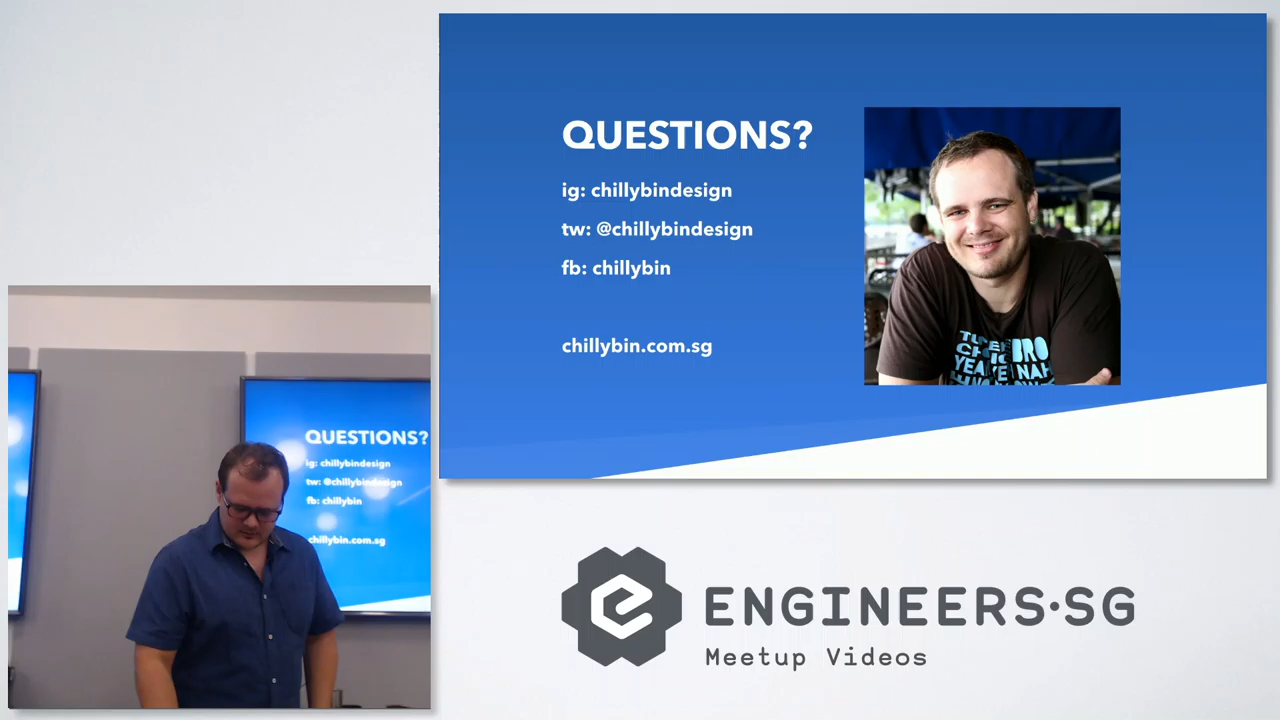 QUESTIONS?
ig: chillybindesign
tw: @chillybindesign
fb: chillybin
chillybin.com.sg
BRO
QUESTIONS?
ig: chillybindesign
tw: @chillybindesign
fb: chillybin
chillybin.com.sg
ENGINEERS·SG
Meetup Videos